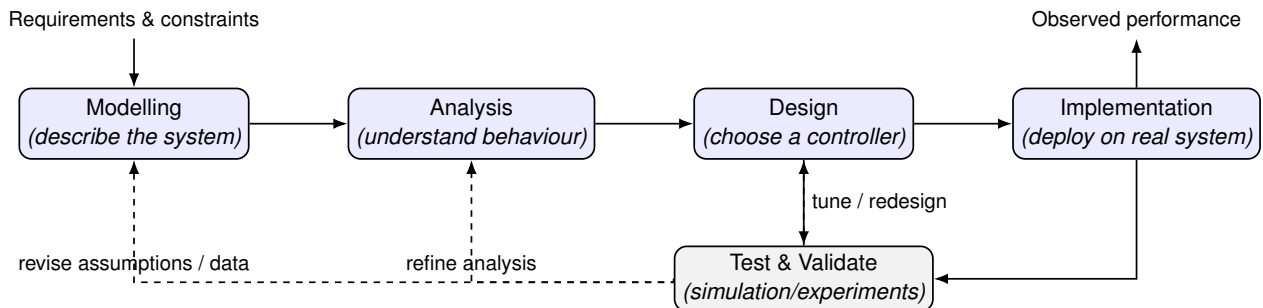 Requirements & constraints
Observed performance
Modelling
(describe the system)
Analysis
(understand behaviour)
Design
(choose a controller)
Implementation
(deploy on real system)
tune / redesign
revise assumptions / data
refine analysis
Test & Validate
(simulation/experiments)